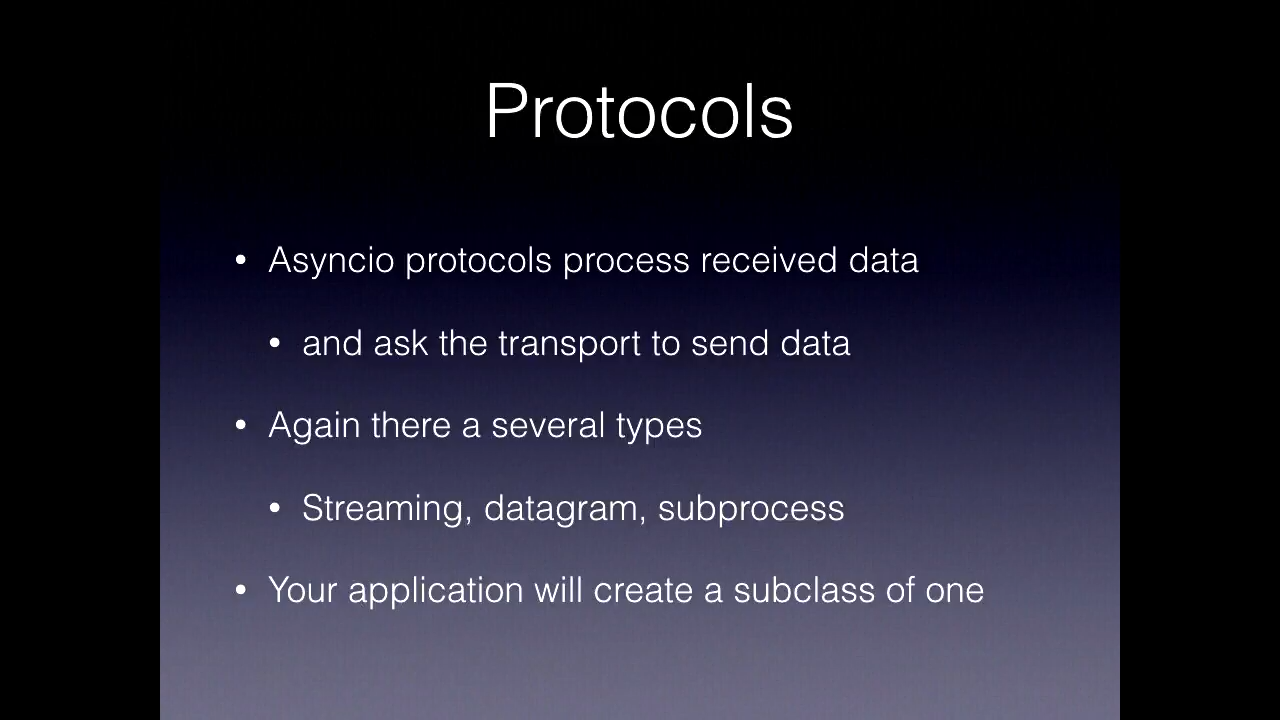 Protocols
• Asyncio protocols process received data
• and ask the transport to send data
• Again there a several types
• Streaming, datagram, subprocess
• Your application will create a subclass of one